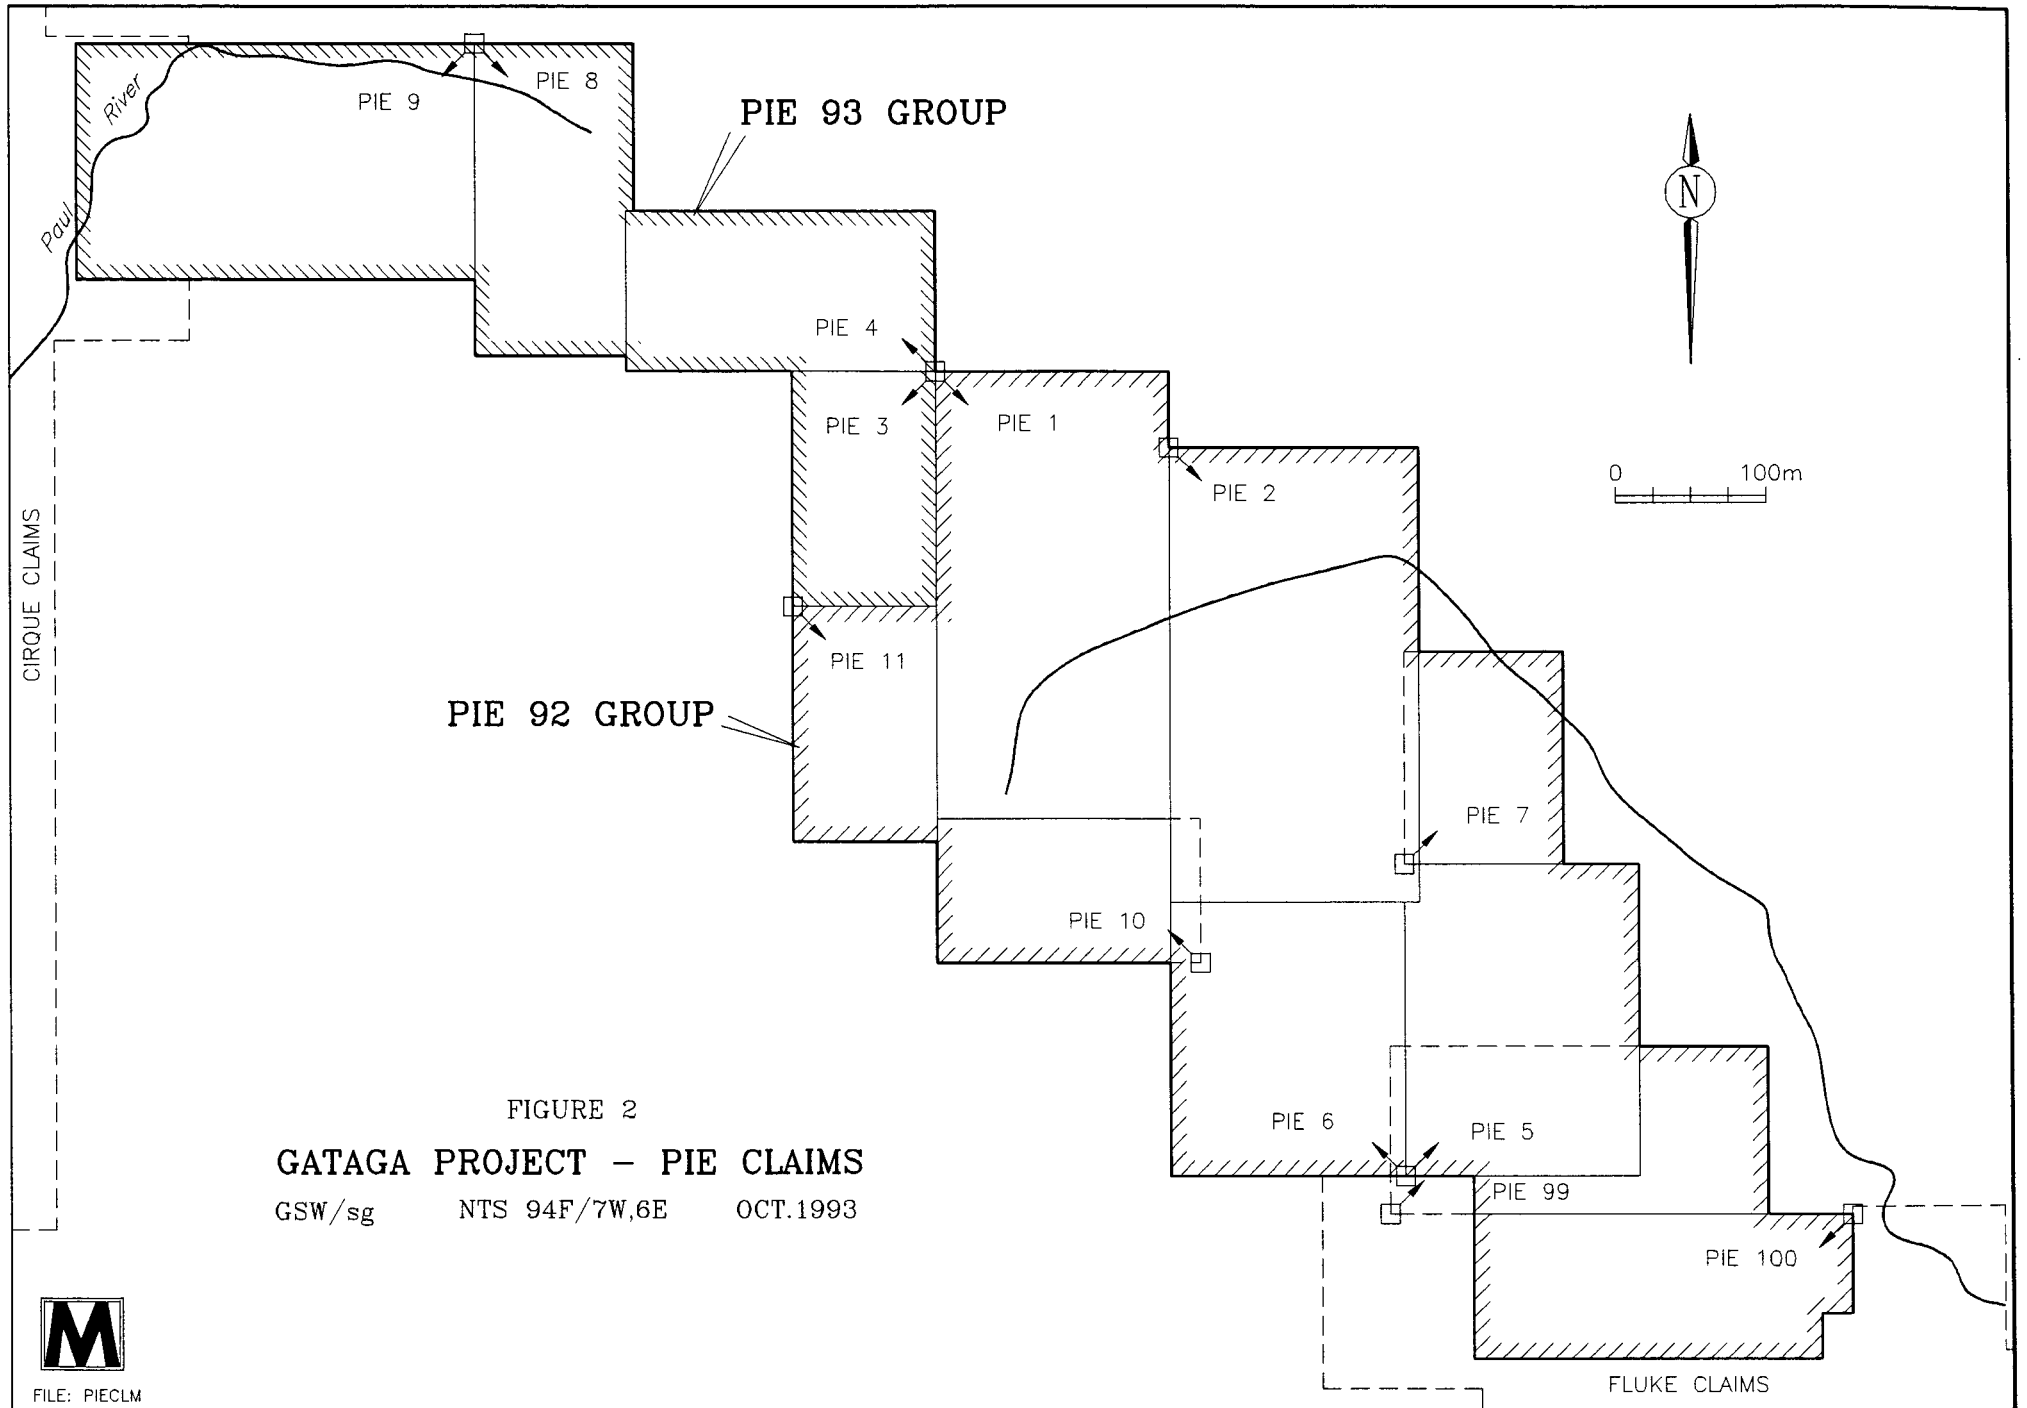 PIE 8
PIE 9
River
PIE 93 GROUP
N
Paul
PIE 4
PIE 3
PIE 1
0 100m
PIE 2
CIRQUE CLAIMS
PIE 11
PIE 92 GROUP
PIE 7
PIE 10
FIGURE 2
PIE 6
PIE 5
GATAGA PROJECT – PIE CLAIMS
PIE 99
GSW/sg NTS 94F/7W,6E OCT.1993
PIE 100
M
FLUKE CLAIMS
FILE: PIECLM